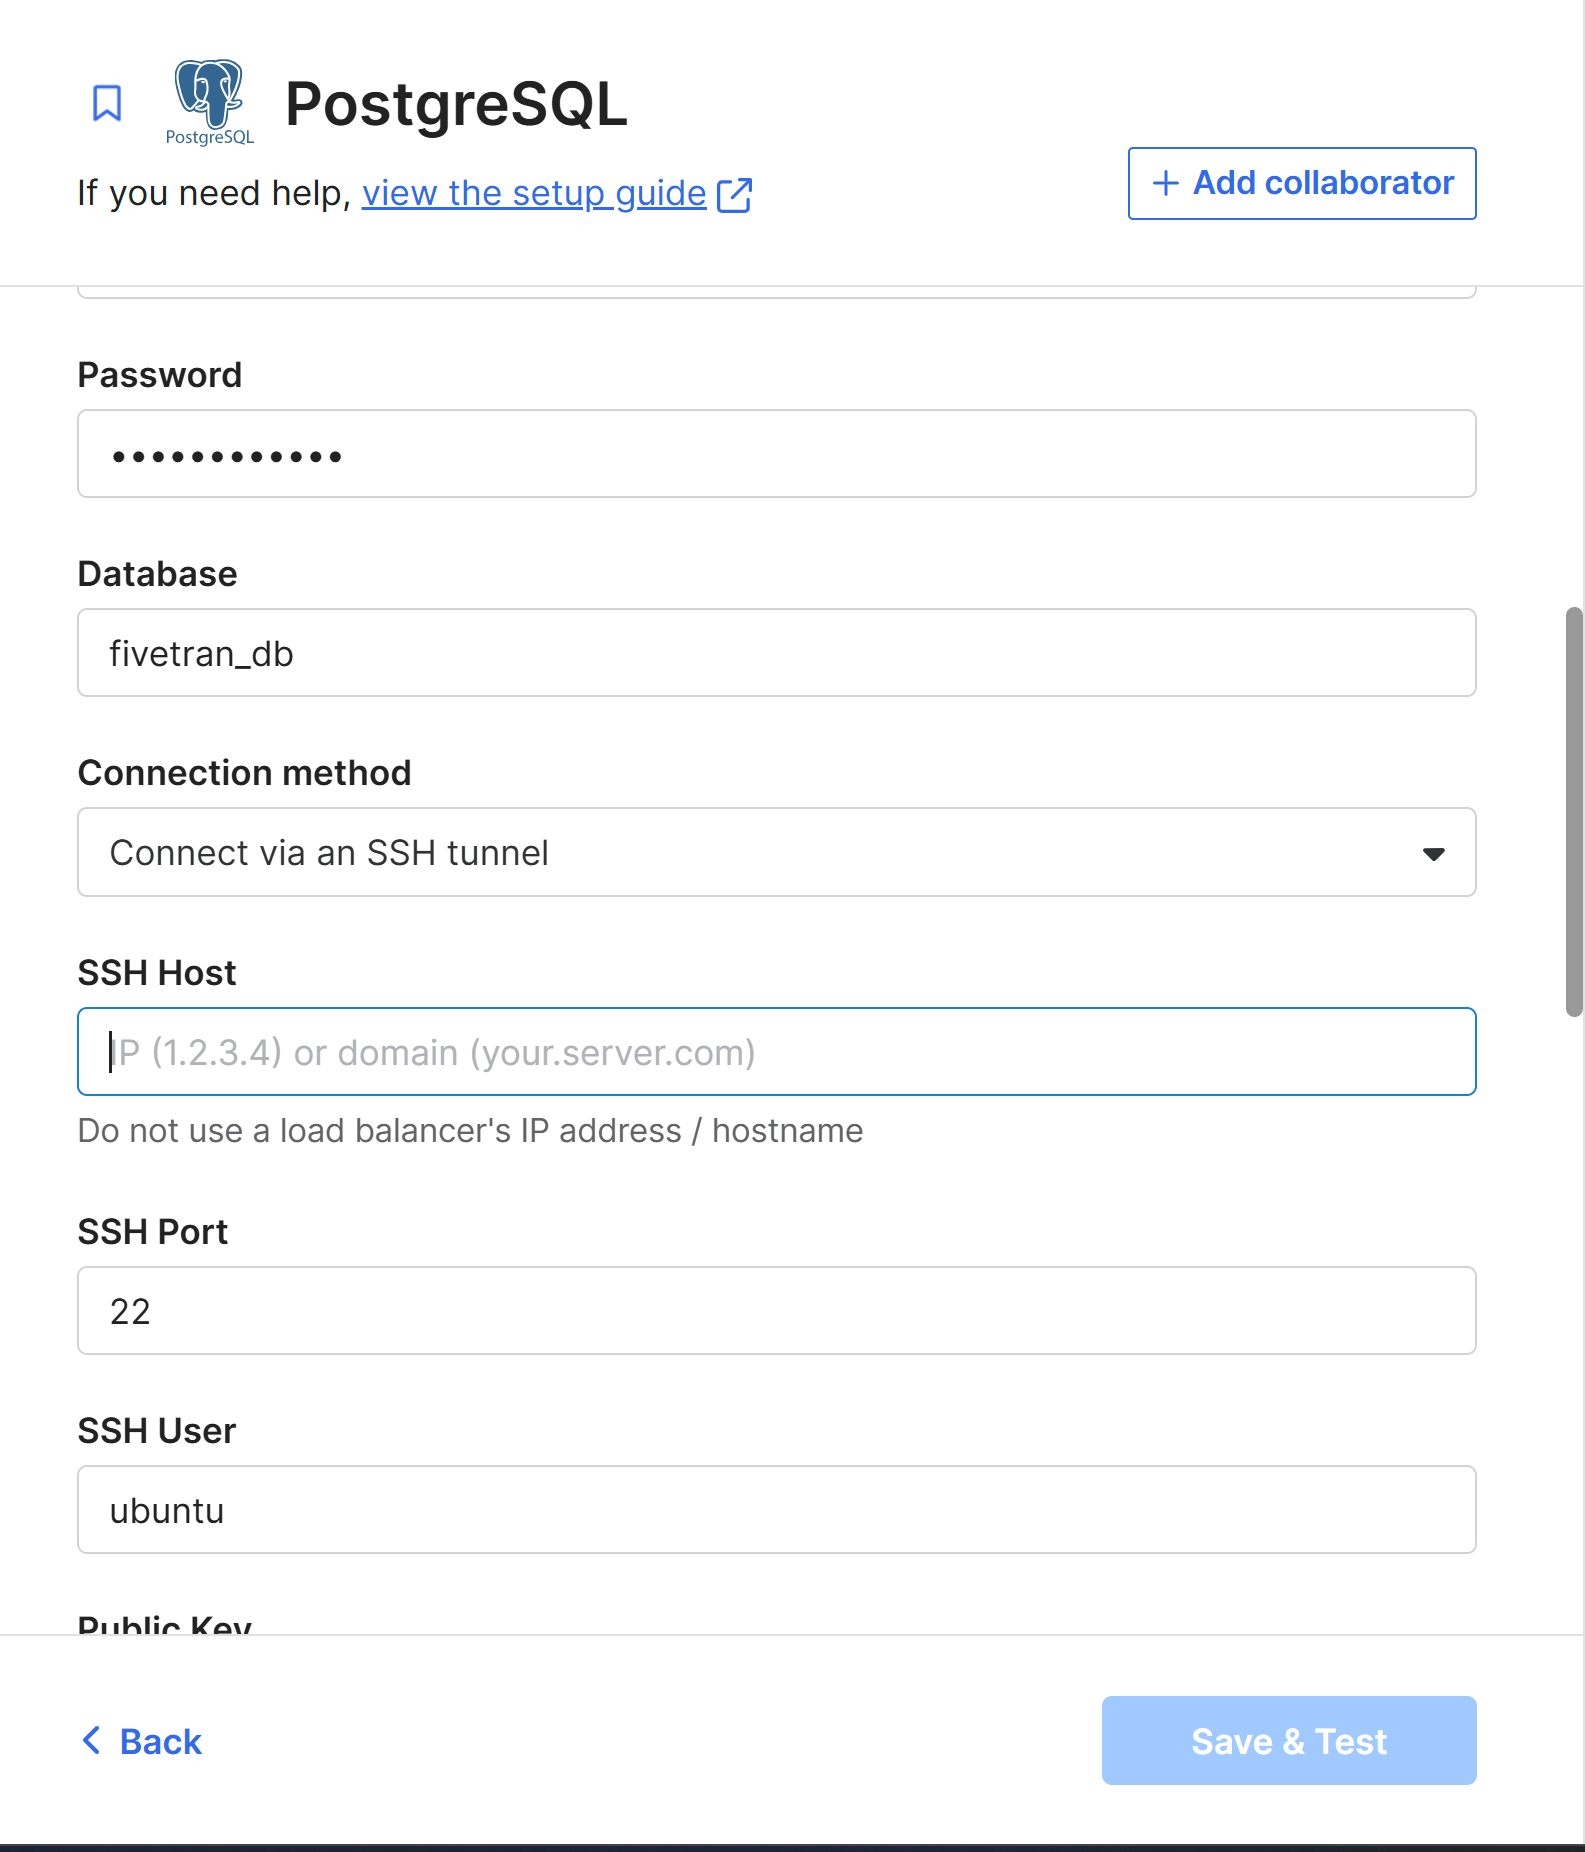 PostgreSQL
PostgreSQL
If you need help, view the setup guide
+ Add collaborator
Password
••••••••••••
Database
fivetran_db
Connection method
Connect via an SSH tunnel
SSH Host
IP (1.2.3.4) or domain (your.server.com)
Do not use a load balancer's IP address / hostname
SSH Port
22
SSH User
ubuntu
Public Key
Back
Save & Test